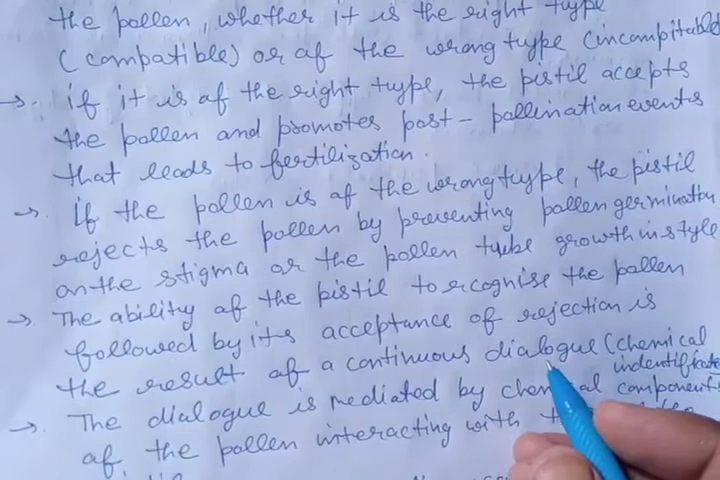 the pollen, whether it is the right type
(compatible) or of the wrong type (incompitable
→. if it is of the right type, the pistil accepts
the pollen and promotes post - pollination events
that leads to fertilization.
→. if the pollen is of the wrong type, the pistil
rejects the pollen by preventing pollen germination
on the stigma or the pollen tube growth in style
→ The ability of the pistil to recognise the pollen
followed by its acceptance of rejection is
the result of a continuous dialogue (chemical
indentificati
→. The dialogue is mediated by chemical components
of the pollen interacting with